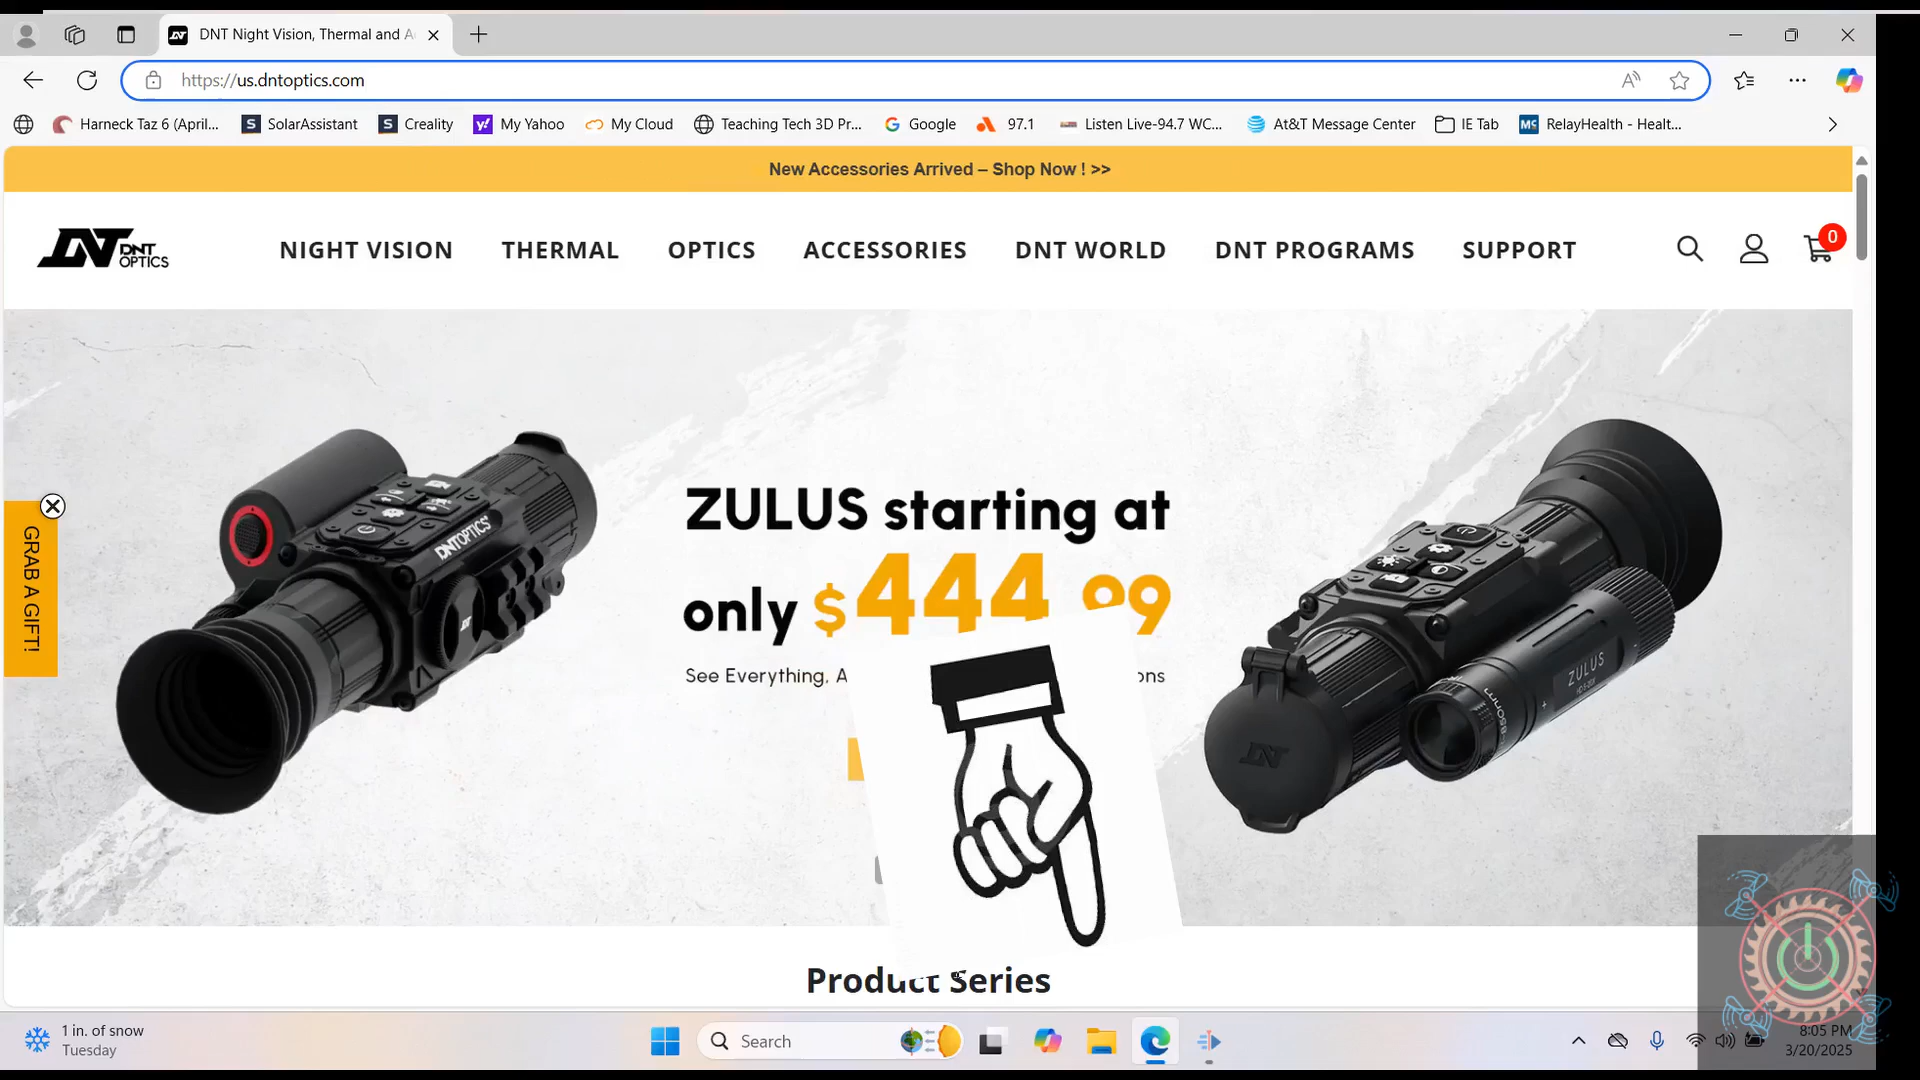 DNT Night Vision, Thermal and A
https://us.dntoptics.com
Harneck Taz 6 (April... SolarAssistant Creality My Yahoo My Cloud Teaching Tech 3D Pr... Google 97.1 Listen Live-94.7 WC... At&T Message Center IE Tab RelayHealth - Healt...
New Accessories Arrived – Shop Now ! >>
DNT OPTICS
NIGHT VISION THERMAL OPTICS ACCESSORIES DNT WORLD DNT PROGRAMS SUPPORT
0
GRAB A GIFT!
DNTOPTICS
ZULUS starting at
only $444 99
See Everything, A ons
ZULUS
Product Series
1 in. of snow
Tuesday
Search
8:05 PM
3/20/2025